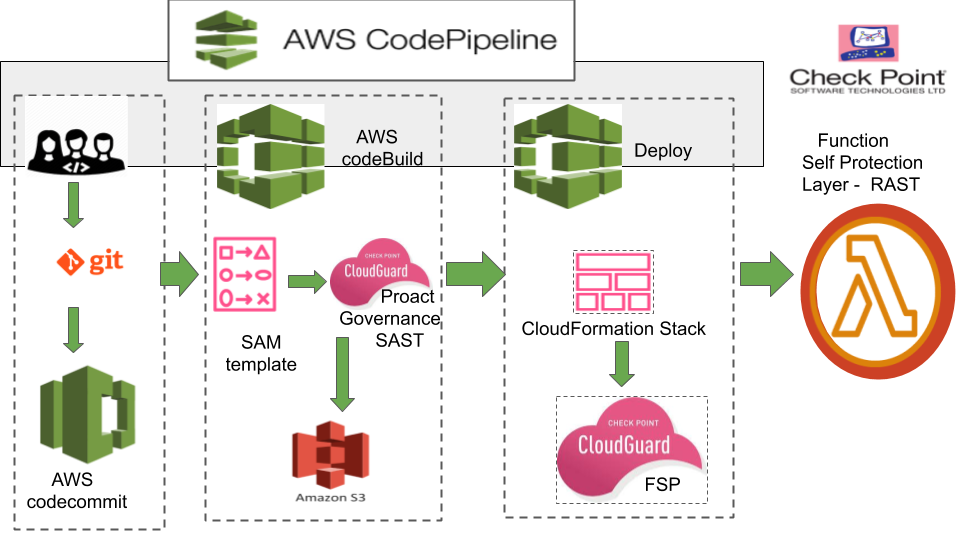 AWS CodePipeline
Check Point
SOFTWARE TECHNOLOGIES LTD
</>
git
AWS
codecommit
AWS
codeBuild
SAM
template
CHECK POINT
CloudGuard
Proact
Governance
SAST
Amazon S3
Deploy
CloudFormation Stack
CHECK POINT
CloudGuard
FSP
Function
Self Protection
Layer - RAST